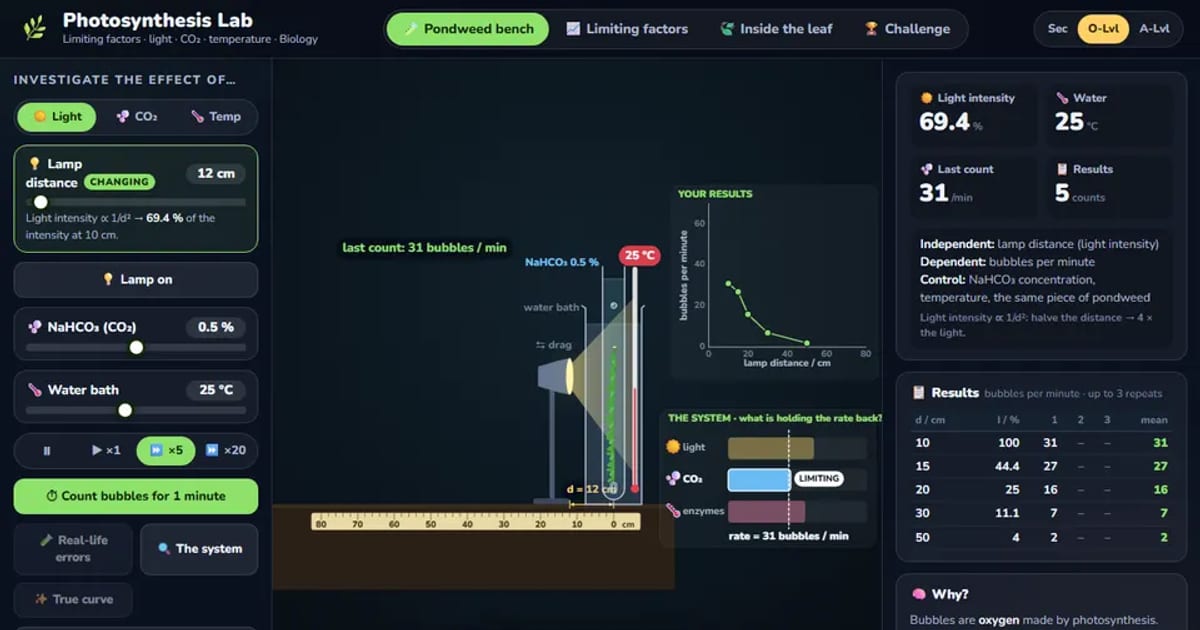 Photosynthesis Lab
Limiting factors · light · CO₂ · temperature · Biology
Pondweed bench
Limiting factors
Inside the leaf
Challenge
Sec
O-Lvl
A-Lvl
INVESTIGATE THE EFFECT OF…
Light
CO₂
Temp
Lamp distance CHANGING
12 cm
Light intensity ∝ 1/d² → 69.4 % of the
intensity at 10 cm.
Lamp on
NaHCO₃ (CO₂)
0.5 %
Water bath
25 °C
×1
×5
×20
Count bubbles for 1 minute
Real-life
errors
The system
True curve
last count: 31 bubbles / min
NaHCO₃ 0.5 %
25 °C
water bath
⇆ drag
d = 12 cm
80 70 60 50 40 30 20 10 0 cm
YOUR RESULTS
bubbles per minute
60
40
20
0
0 20 40 60 80
lamp distance / cm
THE SYSTEM - what is holding the rate back?
light
CO₂
LIMITING
enzymes
rate = 31 bubbles / min
Light intensity
69.4 %
Water
25 °C
Last count
31 /min
Results
5 counts
Independent: lamp distance (light intensity)
Dependent: bubbles per minute
Control: NaHCO₃ concentration,
temperature, the same piece of pondweed
Light intensity ∝ 1/d²: halve the distance → 4 ×
the light.
Results bubbles per minute · up to 3 repeats
d / cm I / % 1 2 3 mean
10 100 31 – – 31
15 44.4 27 – – 27
20 25 16 – – 16
30 11.1 7 – – 7
50 4 2 – – 2
Why?
Bubbles are oxygen made by photosynthesis.